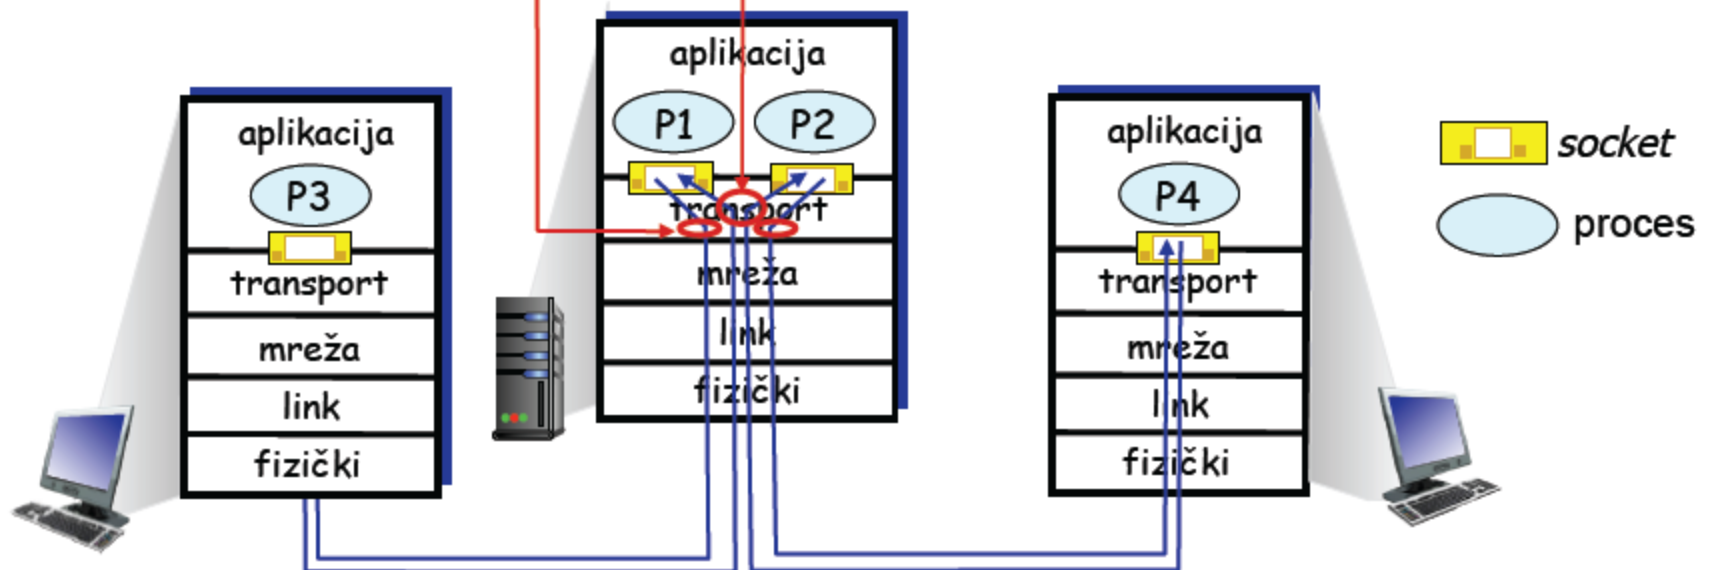 aplikacija
P3
transport
mreža
link
fizički
aplikacija
P1 P2
transport
mreža
link
fizički
aplikacija
P4
transport
mreža
link
fizički
socket
proces